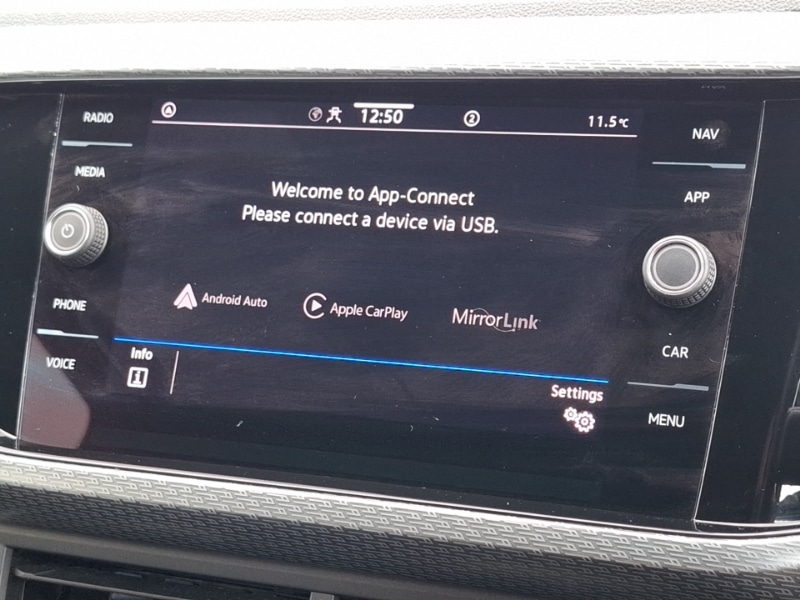 RADIO
12:50
2
11.5°C
NAV
MEDIA
APP
Welcome to App-Connect
Please connect a device via USB.
Android Auto
Apple CarPlay
MirrorLink
PHONE
CAR
VOICE
Info
Settings
MENU